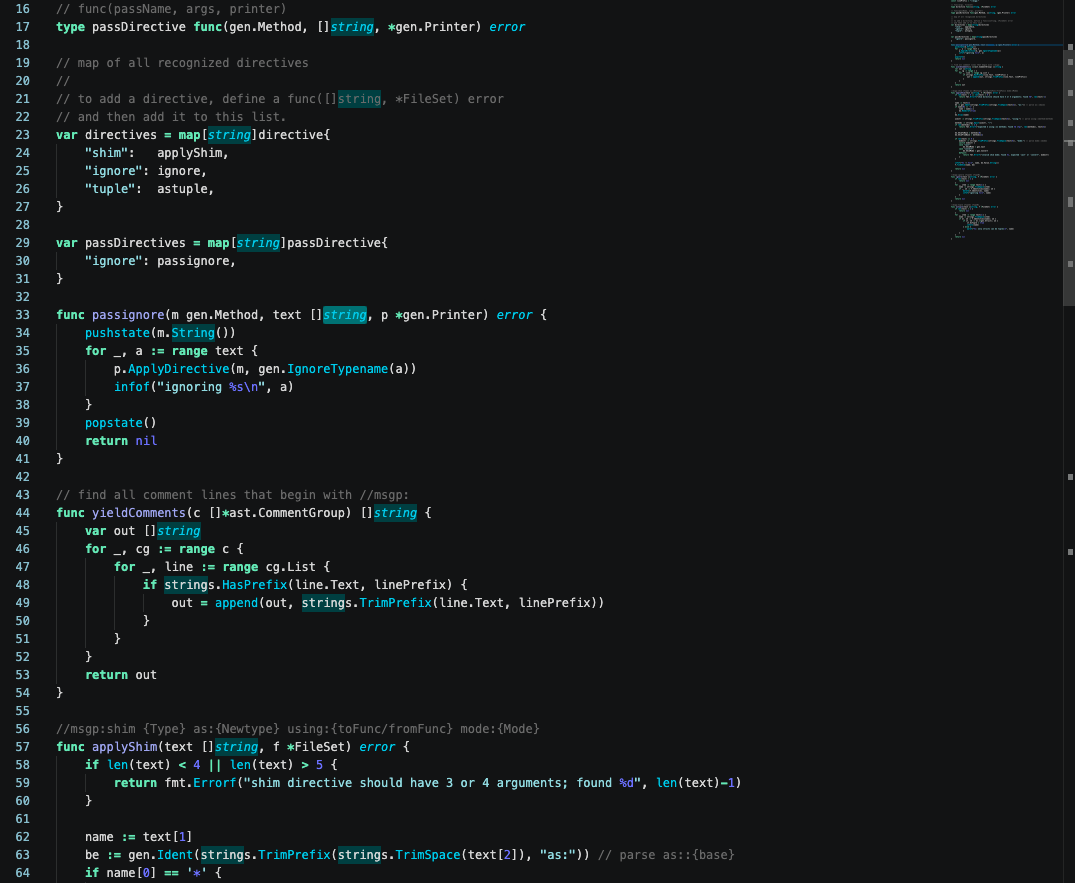 16 // func(passName, args, printer)
17 type passDirective func(gen.Method, []string, *gen.Printer) error
18
19 // map of all recognized directives
20 //
21 // to add a directive, define a func([]string, *FileSet) error
22 // and then add it to this list.
23 var directives = map[string]directive{
24     "shim":   applyShim,
25     "ignore": ignore,
26     "tuple":  astuple,
27 }
28
29 var passDirectives = map[string]passDirective{
30     "ignore": passignore,
31 }
32
33 func passignore(m gen.Method, text []string, p *gen.Printer) error {
34     pushstate(m.String())
35     for _, a := range text {
36         p.ApplyDirective(m, gen.IgnoreTypename(a))
37         infof("ignoring %s\n", a)
38     }
39     popstate()
40     return nil
41 }
42
43 // find all comment lines that begin with //msgp:
44 func yieldComments(c []*ast.CommentGroup) []string {
45     var out []string
46     for _, cg := range c {
47         for _, line := range cg.List {
48             if strings.HasPrefix(line.Text, linePrefix) {
49                 out = append(out, strings.TrimPrefix(line.Text, linePrefix))
50             }
51         }
52     }
53     return out
54 }
55
56 //msgp:shim {Type} as:{Newtype} using:{toFunc/fromFunc} mode:{Mode}
57 func applyShim(text []string, f *FileSet) error {
58     if len(text) < 4 || len(text) > 5 {
59         return fmt.Errorf("shim directive should have 3 or 4 arguments; found %d", len(text)-1)
60     }
61
62     name := text[1]
63     be := gen.Ident(strings.TrimPrefix(strings.TrimSpace(text[2]), "as:")) // parse as::{base}
64     if name[0] == '*' {